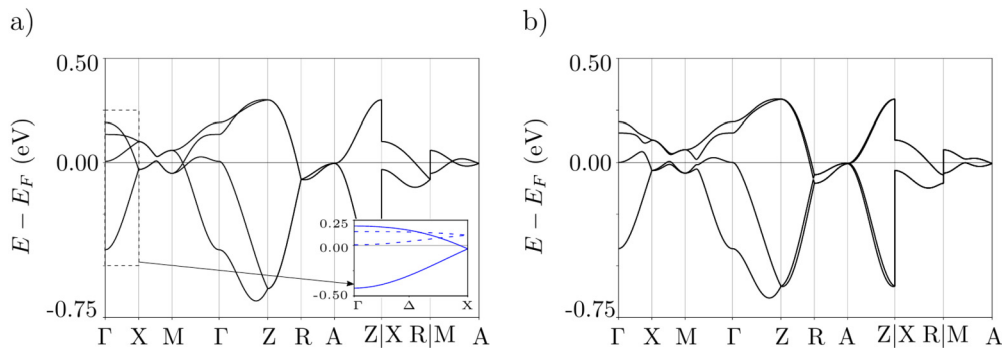 a)
0.50
0.00
-0.75
E − E_F (eV)
0.25
0.00
-0.50
Γ Δ X
Γ X M Γ Z R A Z|X R|M A
b)
0.50
0.00
-0.75
E − E_F (eV)
Γ X M Γ Z R A Z|X R|M A